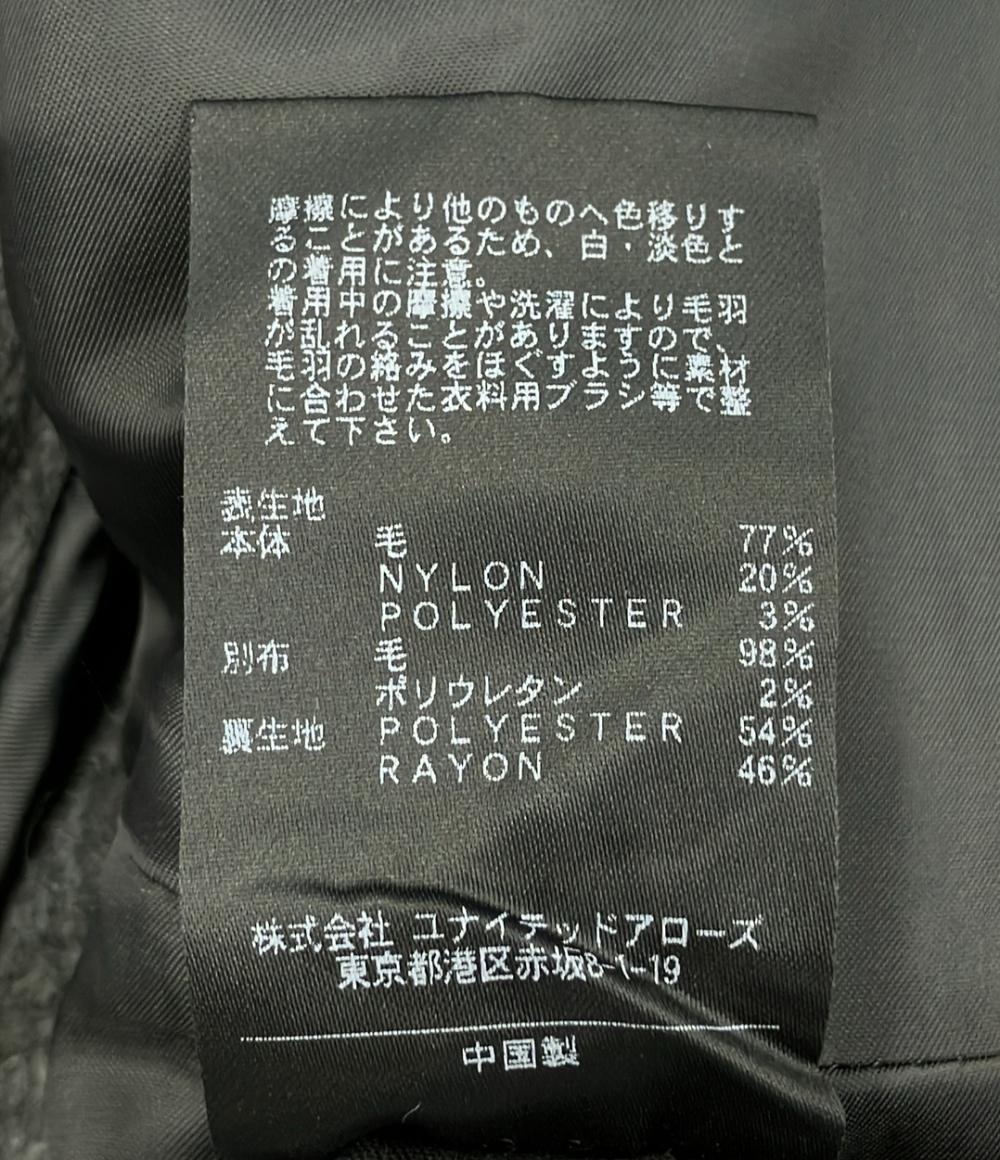 摩擦により他のもの へ色移りす
ることがあるため、白・淡色と
の着用に注意。
着用中の摩擦や洗濯により毛羽
が乱れることがありますので、
毛羽の絡みをほぐすように素材
に合わせた衣料用ブラシ等で整
えて下さい。
表生地
本体 毛 77%
NYLON 20%
POLYESTER 3%
別布 毛 98%
ポリウレタン 2%
裏生地 POLYESTER 54%
RAYON 46%
株式会社 ユナイテッドアローズ
東京都港区赤坂8-1-19
中国製